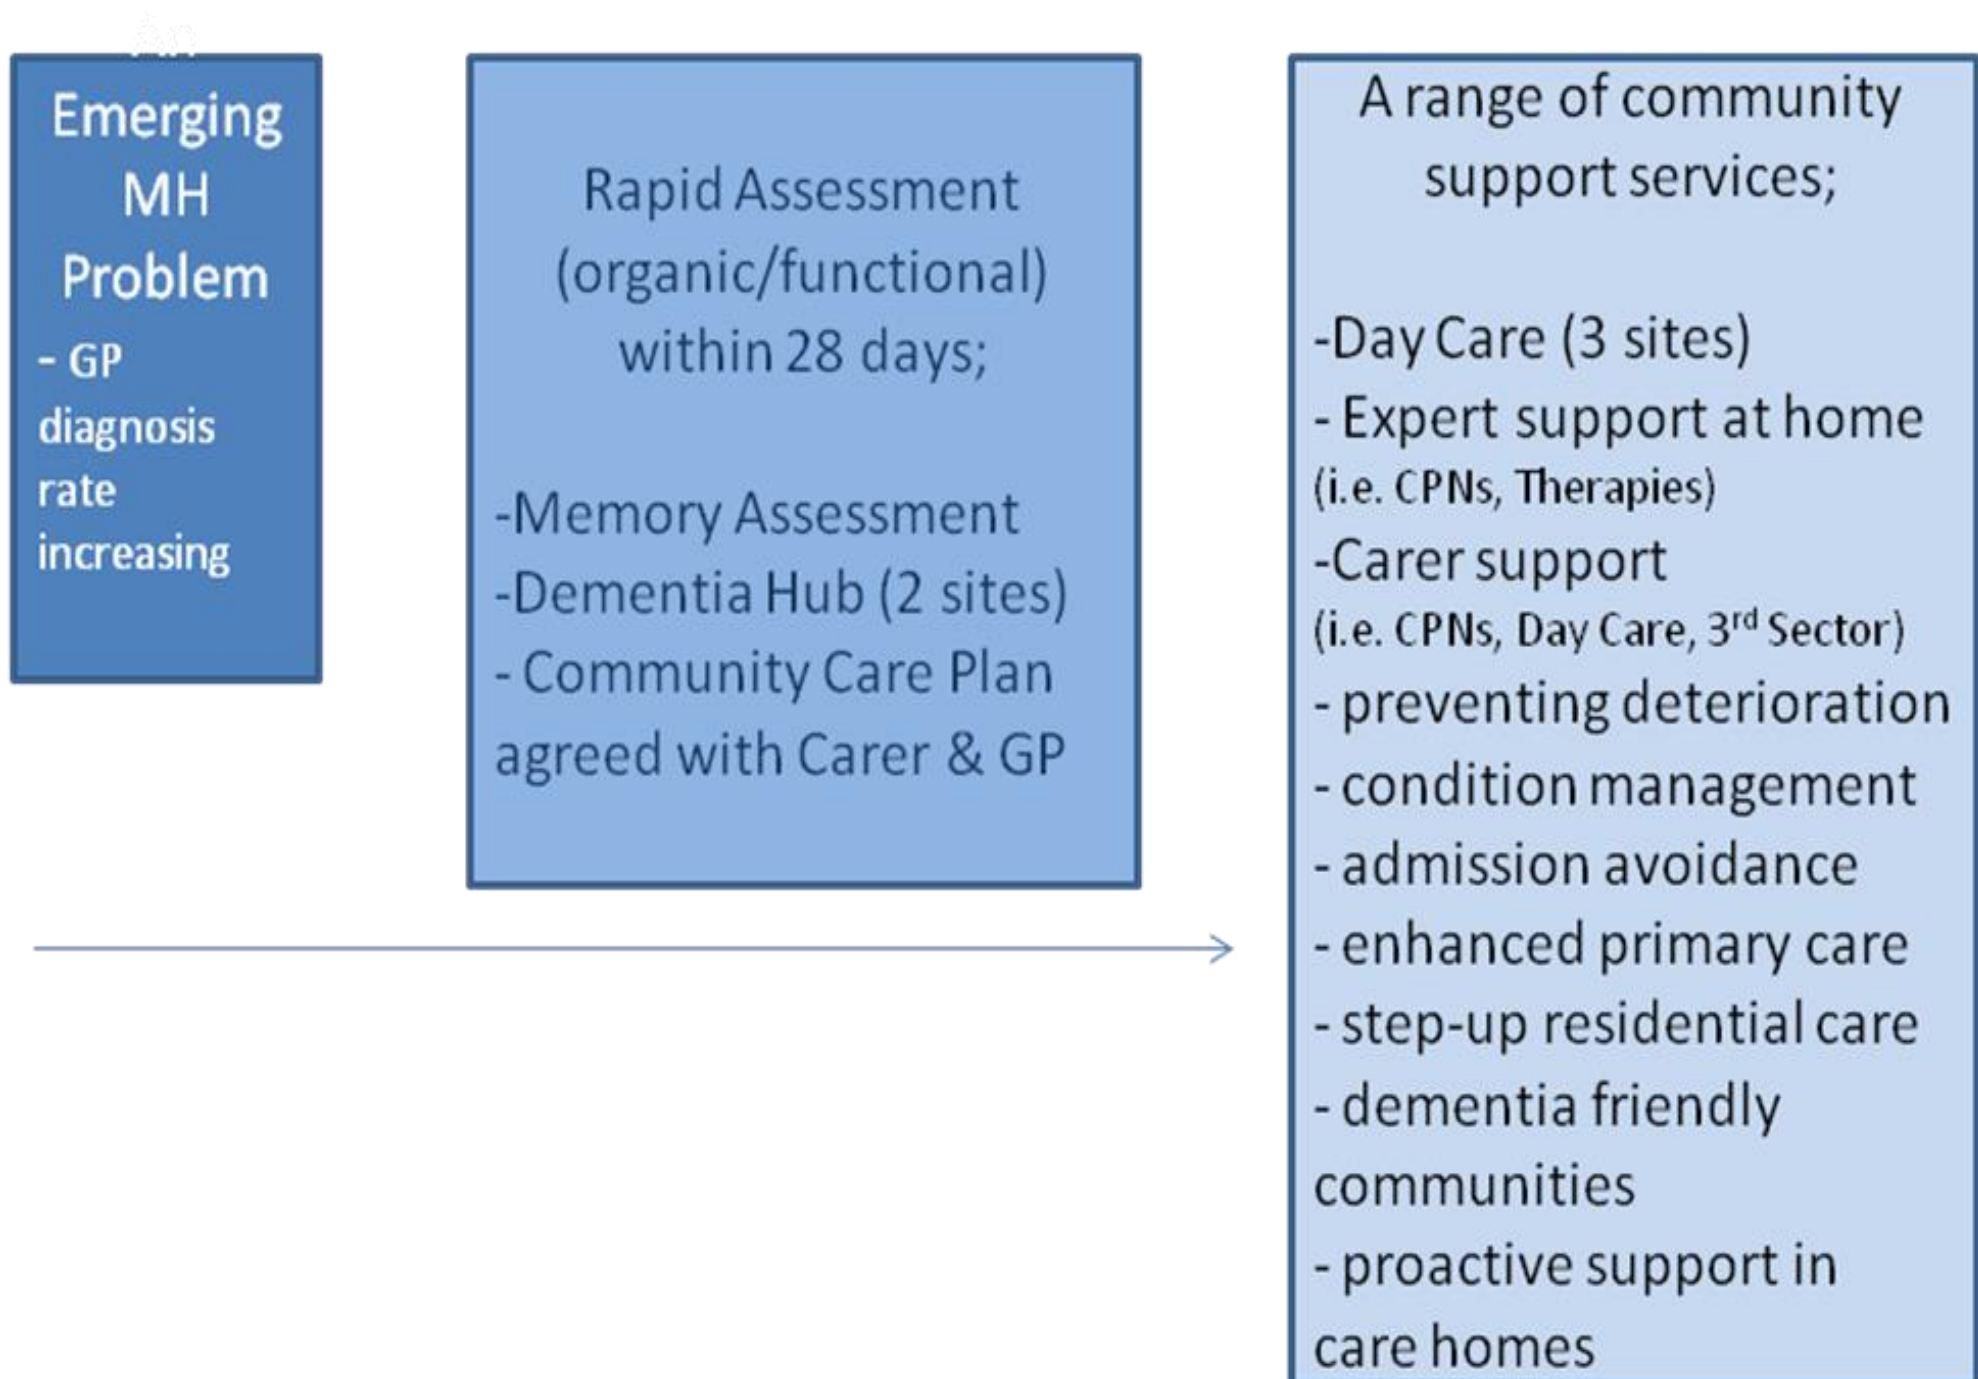 An
Emerging
MH
Problem
- GP
diagnosis
rate
increasing
Rapid Assessment
(organic/functional)
within 28 days;
-Memory Assessment
-Dementia Hub (2 sites)
- Community Care Plan
agreed with Carer & GP
A range of community
support services;
-Day Care (3 sites)
- Expert support at home
(i.e. CPNs, Therapies)
-Carer support
(i.e. CPNs, Day Care, 3rd Sector)
- preventing deterioration
- condition management
- admission avoidance
- enhanced primary care
- step-up residential care
- dementia friendly
communities
- proactive support in
care homes